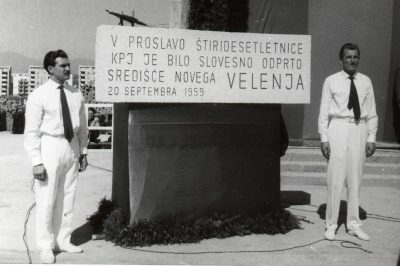 V PROSLAVO ŠTIRIDESETLETNICE
KPJ JE BILO SLOVESNO ODPRTO
SREDIŠČE NOVEGA VELENJA
20 SEPTEMBRA 1959